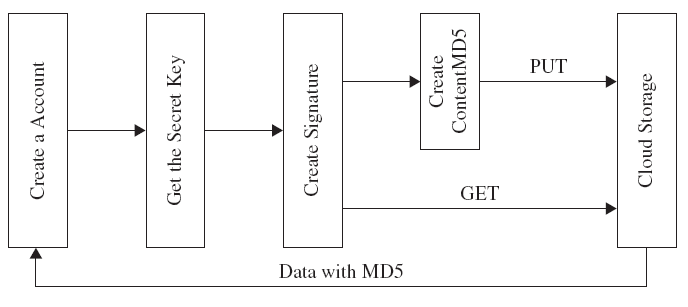 Create a Account
Get the Secret Key
Create Signature
Create
ContentMD5
PUT
GET
Cloud Storage
Data with MD5